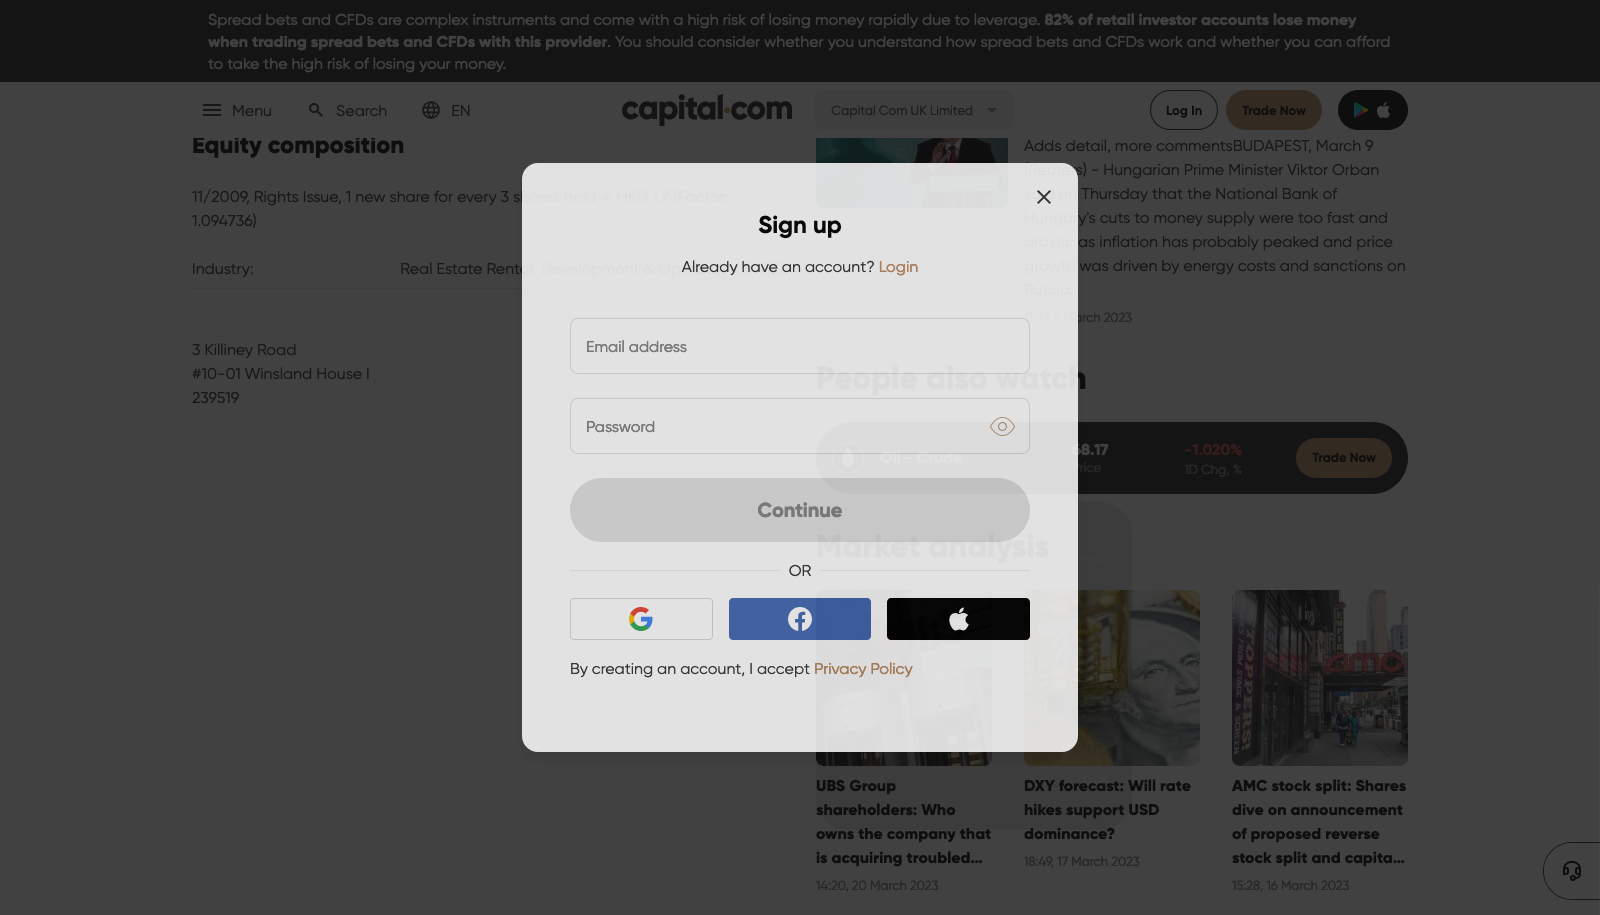 Spread bets and CFDs are complex instruments and come with a high risk of losing money rapidly due to leverage. 82% of retail investor accounts lose money
when trading spread bets and CFDs with this provider. You should consider whether you understand how spread bets and CFDs work and whether you can afford
to take the high risk of losing your money.
Menu
Search
EN
capital.com
Capital Com UK Limited
Log In
Trade Now
Equity composition
11/2009, Rights Issue, 1 new share for every 3 shares held @ HKD 1.7 (Factor:
1.094736)
Industry:
Real Estate Rental, Development & Op
3 Killiney Road
#10-01 Winsland House I
239519
Sign up
Already have an account? Login
Email address
Password
Continue
OR
By creating an account, I accept Privacy Policy
Adds detail, more commentsBUDAPEST, March 9
(Reuters) - Hungarian Prime Minister Viktor Orban
said on Thursday that the National Bank of
Hungary's cuts to money supply were too fast and
drastic as inflation has probably peaked and price
growth was driven by energy costs and sanctions on
Russia.
March 2023
People also watch
Oil - Crude
68.17
Price
-1.020%
1D Chg, %
Trade Now
Market analysis
UBS Group
shareholders: Who
owns the company that
is acquiring troubled...
14:20, 20 March 2023
DXY forecast: Will rate
hikes support USD
dominance?
18:49, 17 March 2023
AMC stock split: Shares
dive on announcement
of proposed reverse
stock split and capita...
15:28, 16 March 2023